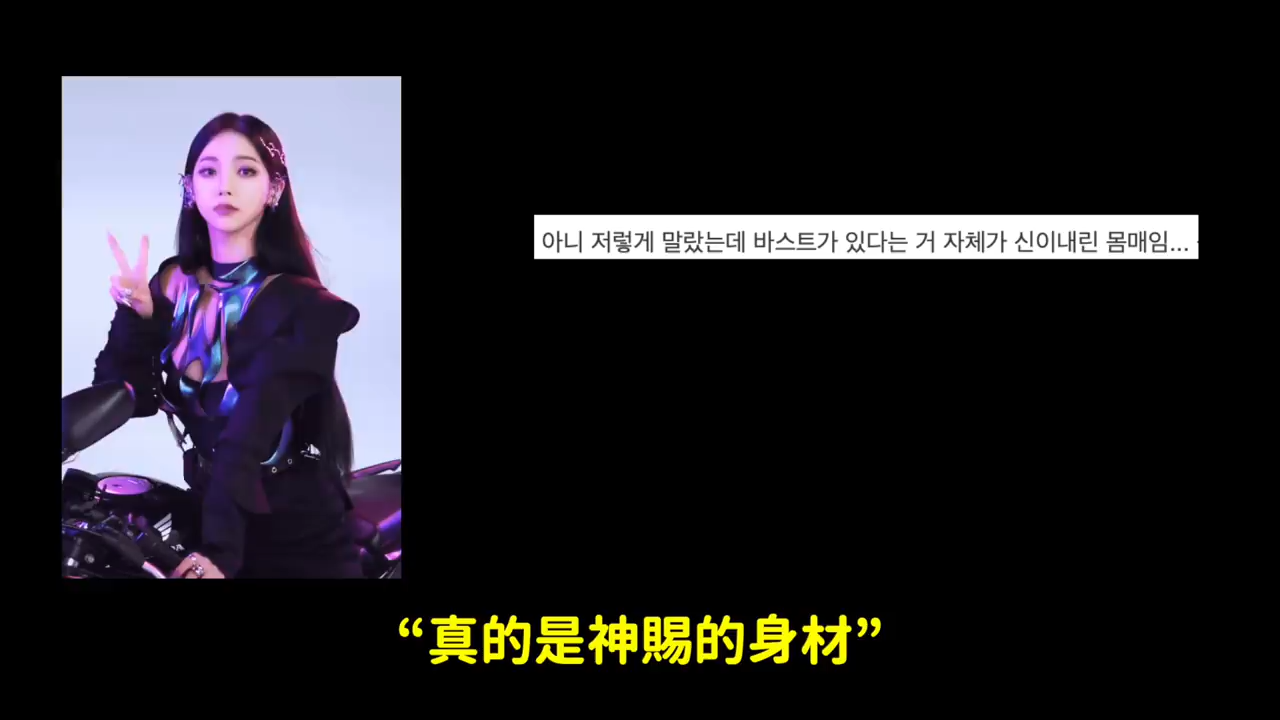 아니 저렇게 말랐는데 바스트가 있다는 거 자체가 신이내린 몸매임...
“真的是神賜的身材”